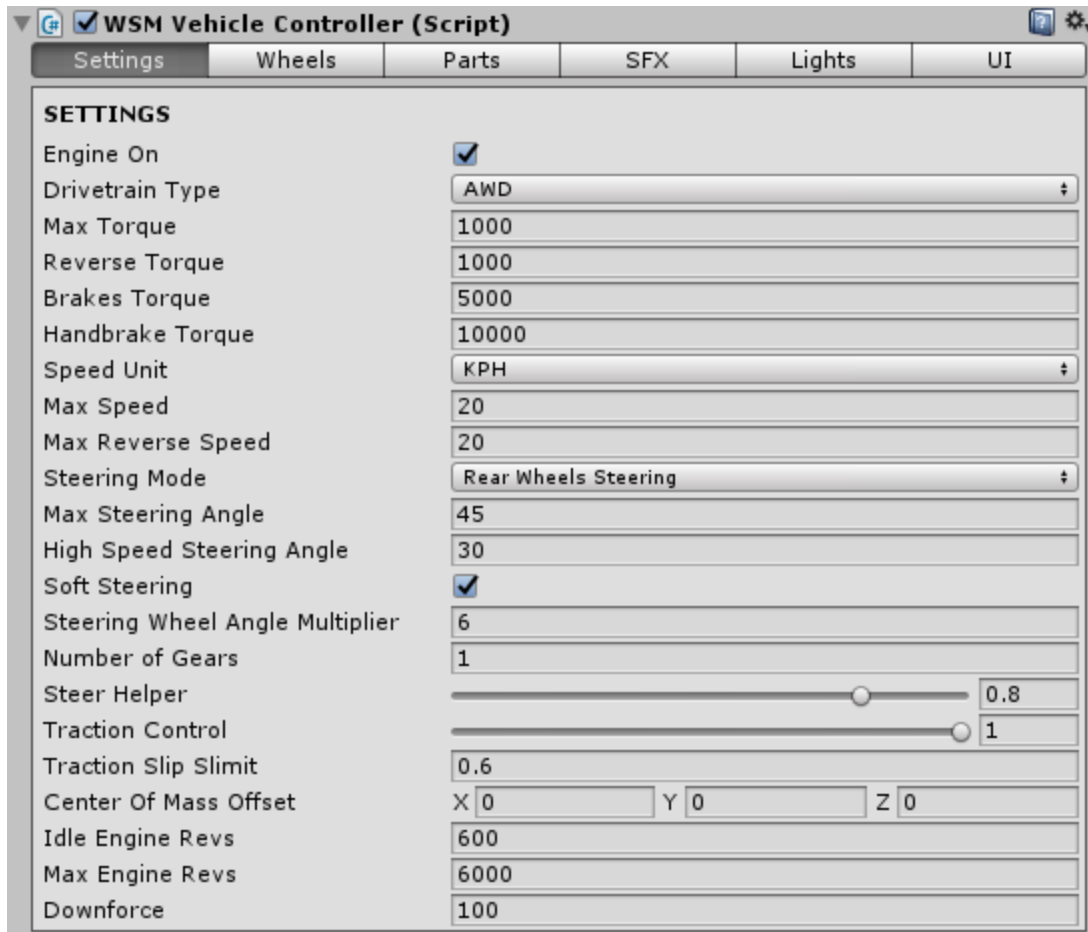 WSM Vehicle Controller (Script)
Settings Wheels Parts SFX Lights UI
SETTINGS
Engine On
Drivetrain Type AWD
Max Torque 1000
Reverse Torque 1000
Brakes Torque 5000
Handbrake Torque 10000
Speed Unit KPH
Max Speed 20
Max Reverse Speed 20
Steering Mode Rear Wheels Steering
Max Steering Angle 45
High Speed Steering Angle 30
Soft Steering
Steering Wheel Angle Multiplier 6
Number of Gears 1
Steer Helper 0.8
Traction Control 1
Traction Slip Slimit 0.6
Center Of Mass Offset X 0 Y 0 Z 0
Idle Engine Revs 600
Max Engine Revs 6000
Downforce 100